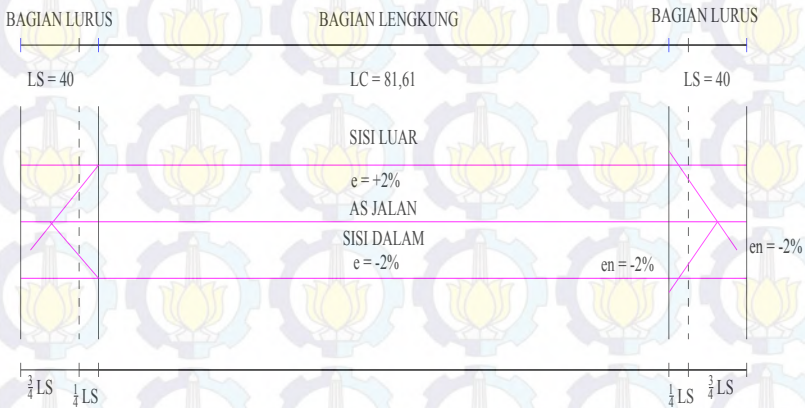 BAGIAN LURUS BAGIAN LENGKUNG BAGIAN LURUS
LS = 40 LC = 81,61 LS = 40
SISI LUAR
e = +2%
AS JALAN
SISI DALAM
e = -2% en = -2% en = -2%
3/4 LS 1/4 LS 1/4 LS 3/4 LS